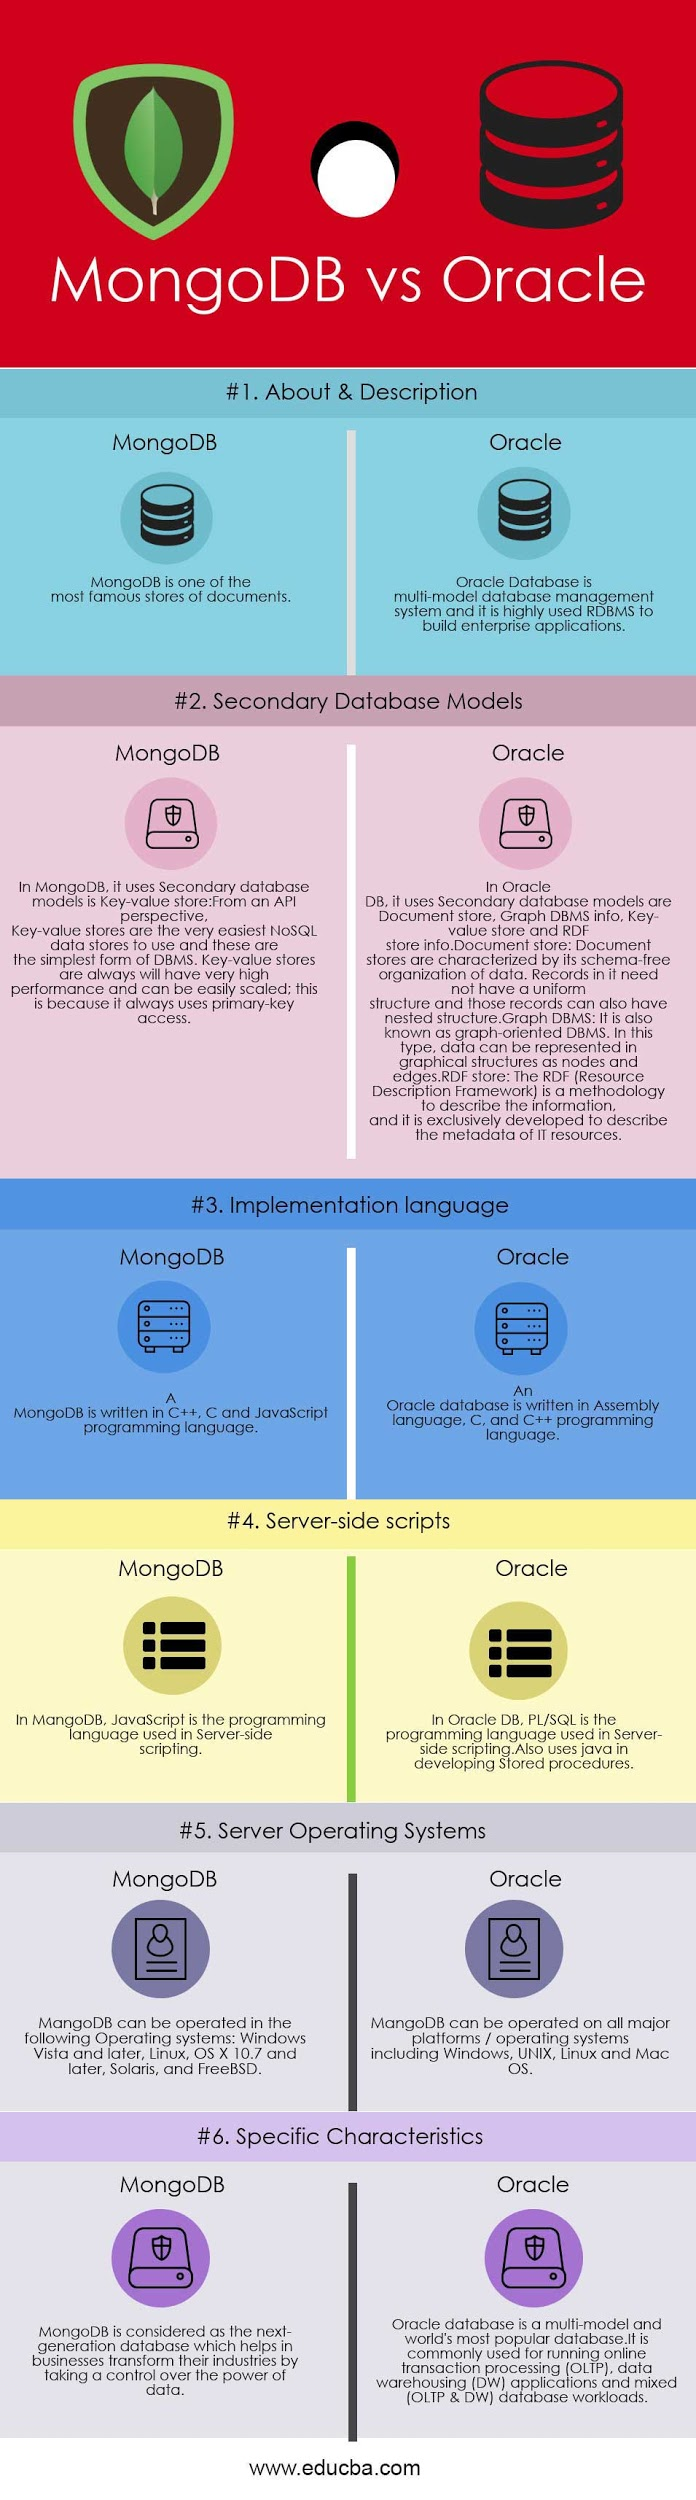 MongoDB vs Oracle
#1. About & Description
MongoDB
MongoDB is one of the
most famous stores of documents.
Oracle
Oracle Database is
multi-model database management
system and it is highly used RDBMS to
build enterprise applications.
#2. Secondary Database Models
MongoDB
In MongoDB, it uses Secondary database
models is Key-value store:From an API
perspective,
Key-value stores are the very easiest NoSQL
data stores to use and these are
the simplest form of DBMS. Key-value stores
are always will have very high
performance and can be easily scaled; this
is because it always uses primary-key
access.
Oracle
In Oracle
DB, it uses Secondary database models are
Document store, Graph DBMS info, Key-
value store and RDF
store info.Document store: Document
stores are characterized by its schema-free
organization of data. Records in it need
not have a uniform
structure and those records can also have
nested structure.Graph DBMS: It is also
known as graph-oriented DBMS. In this
type, data can be represented in
graphical structures as nodes and
edges.RDF store: The RDF (Resource
Description Framework) is a methodology
to describe the information,
and it is exclusively developed to describe
the metadata of IT resources.
#3. Implementation language
MongoDB
A
MongoDB is written in C++, C and JavaScript
programming language.
Oracle
An
Oracle database is written in Assembly
language, C, and C++ programming
language.
#4. Server-side scripts
MongoDB
In MangoDB, JavaScript is the programming
language used in Server-side
scripting.
Oracle
In Oracle DB, PL/SQL is the
programming language used in Server-
side scripting.Also uses java in
developing Stored procedures.
#5. Server Operating Systems
MongoDB
MangoDB can be operated in the
following Operating systems: Windows
Vista and later, Linux, OS X 10.7 and
later, Solaris, and FreeBSD.
Oracle
MangoDB can be operated on all major
platforms / operating systems
including Windows, UNIX, Linux and Mac
OS.
#6. Specific Characteristics
MongoDB
MongoDB is considered as the next-
generation database which helps in
businesses transform their industries by
taking a control over the power of
data.
Oracle
Oracle database is a multi-model and
world's most popular database.It is
commonly used for running online
transaction processing (OLTP), data
warehousing (DW) applications and mixed
(OLTP & DW) database workloads.
www.educba.com